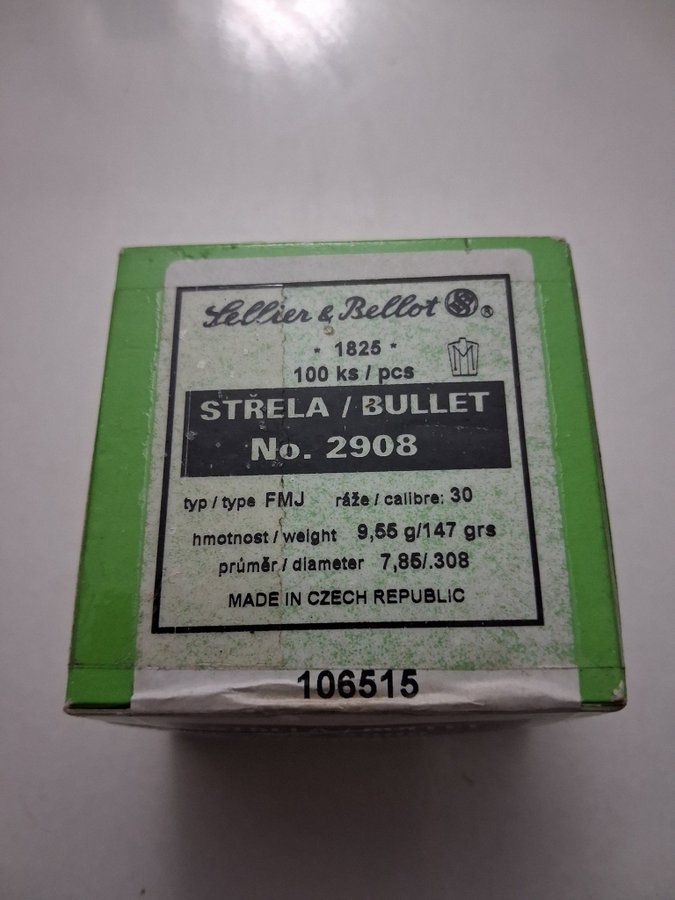 Sellier & Bellot ®
* 1825 *
100 ks / pcs
STŘELA / BULLET
No. 2908
typ / type FMJ ráže / calibre: 30
hmotnost / weight 9,55 g/147 grs
průměr / diameter 7,85/.308
MADE IN CZECH REPUBLIC
106515